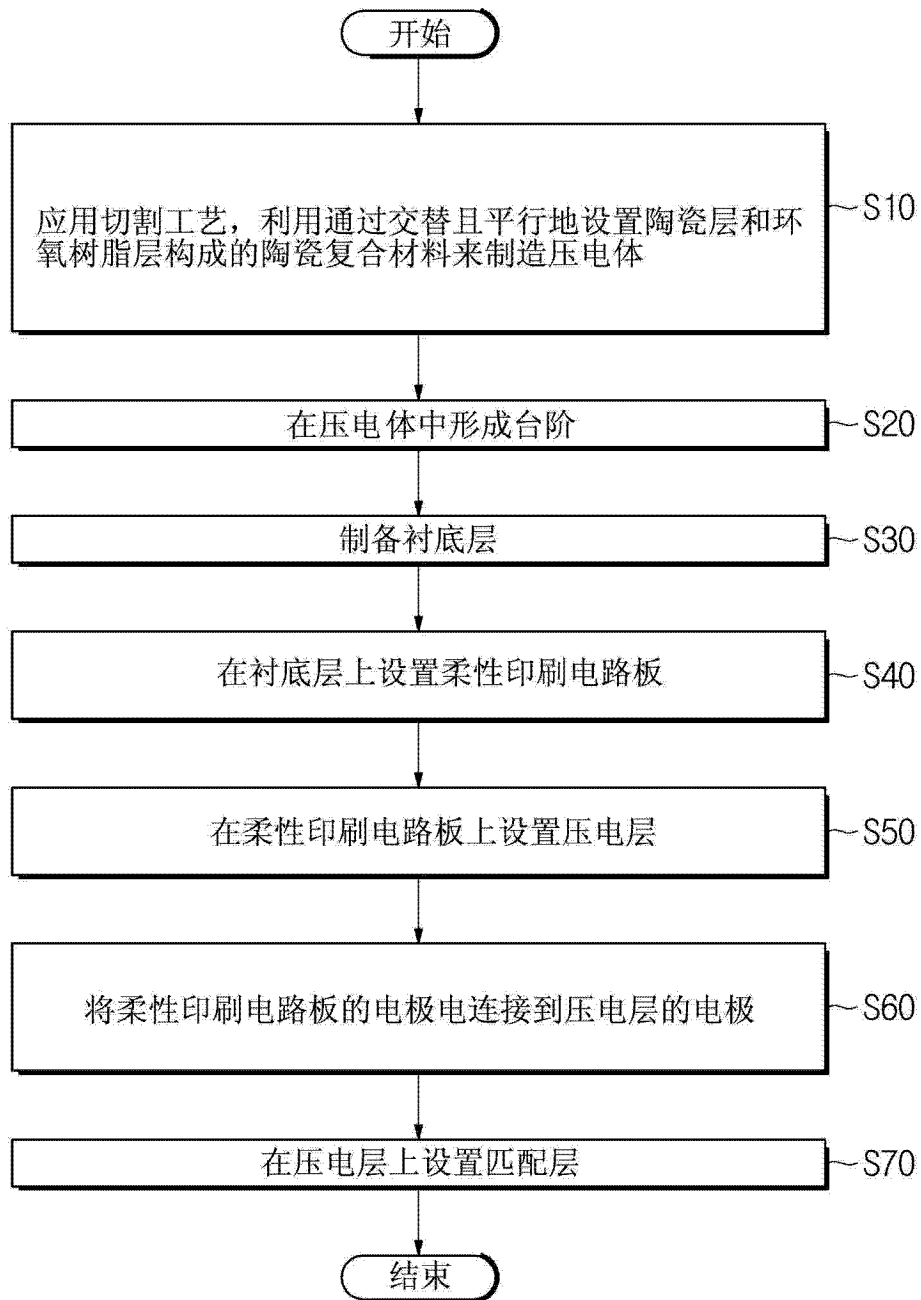 开始
应用切割工艺，利用通过交替且平行地设置陶瓷层和环
氧树脂层构成的陶瓷复合材料来制造压电体
S10
在压电体中形成台阶
S20
制备衬底层
S30
在衬底层上设置柔性印刷电路板
S40
在柔性印刷电路板上设置压电层
S50
将柔性印刷电路板的电极电连接到压电层的电极
S60
在压电层上设置匹配层
S70
结束